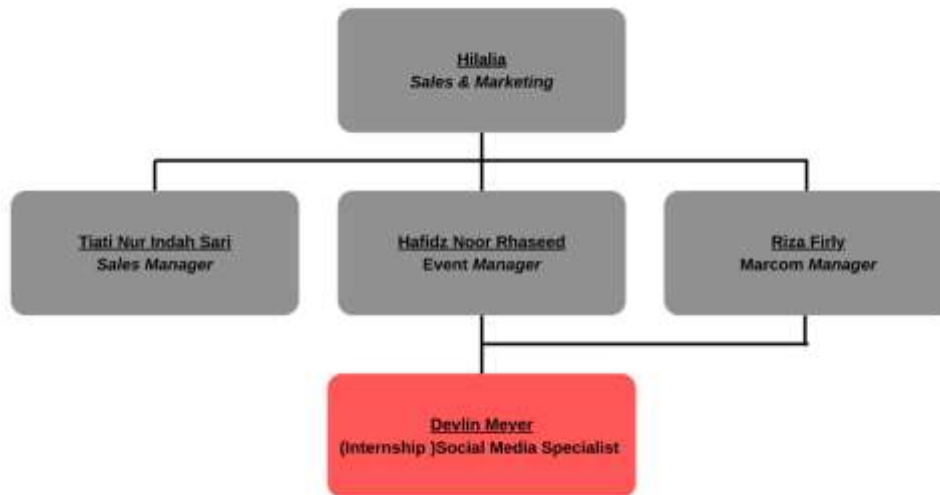 Hilalia
Sales & Marketing
Tiati Nur Indah Sari
Sales Manager
Hafidz Noor Rhaseed
Event Manager
Riza Firly
Marcom Manager
Devlin Meyer
(Internship )Social Media Specialist